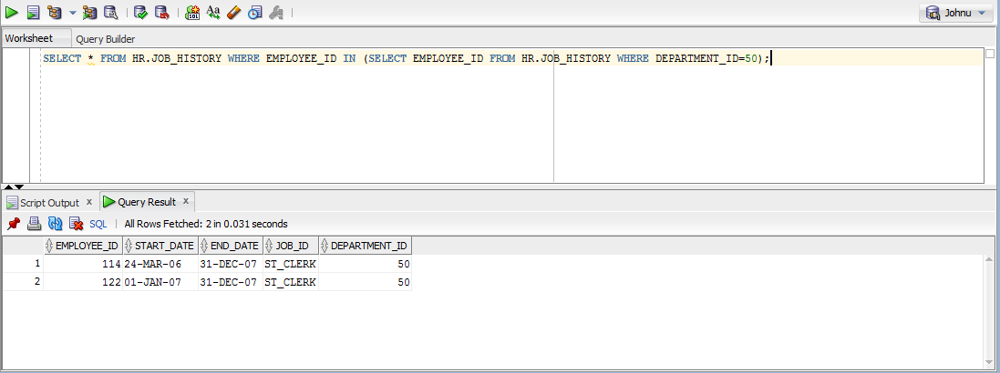 Johnu
Worksheet Query Builder
SELECT * FROM HR.JOB_HISTORY WHERE EMPLOYEE_ID IN (SELECT EMPLOYEE_ID FROM HR.JOB_HISTORY WHERE DEPARTMENT_ID=50);
Script Output x Query Result x
SQL | All Rows Fetched: 2 in 0.031 seconds
EMPLOYEE_ID START_DATE END_DATE JOB_ID DEPARTMENT_ID
1 114 24-MAR-06 31-DEC-07 ST_CLERK 50
2 122 01-JAN-07 31-DEC-07 ST_CLERK 50